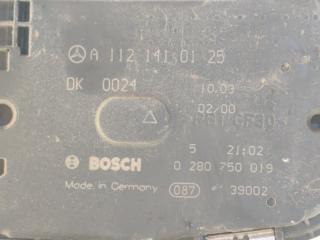 A 112 141 01 25
DK 0024 10.03
02/00
5 21:02
BOSCH 0 280 750 019
Made in Germany 087 39002